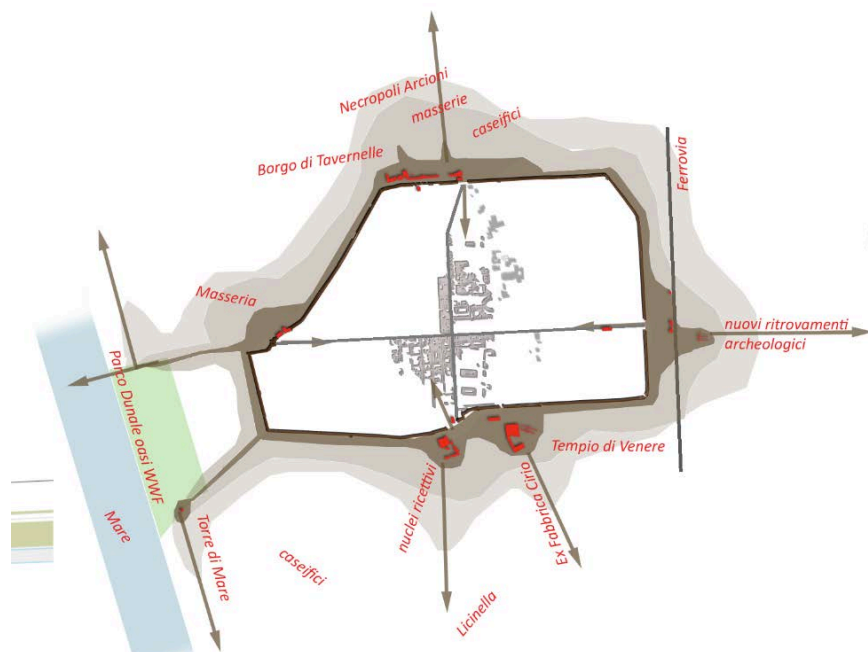 Necropoli Arcioni
masserie
caseifici
Borgo di Tavernelle
Ferrovia
Masseria
nuovi ritrovamenti
archeologici
Parco Dunale oasi WWF
Mare
Torre di Mare
caseifici
nuclei ricettivi
Licinella
Ex Fabbrica Cirio
Tempio di Venere